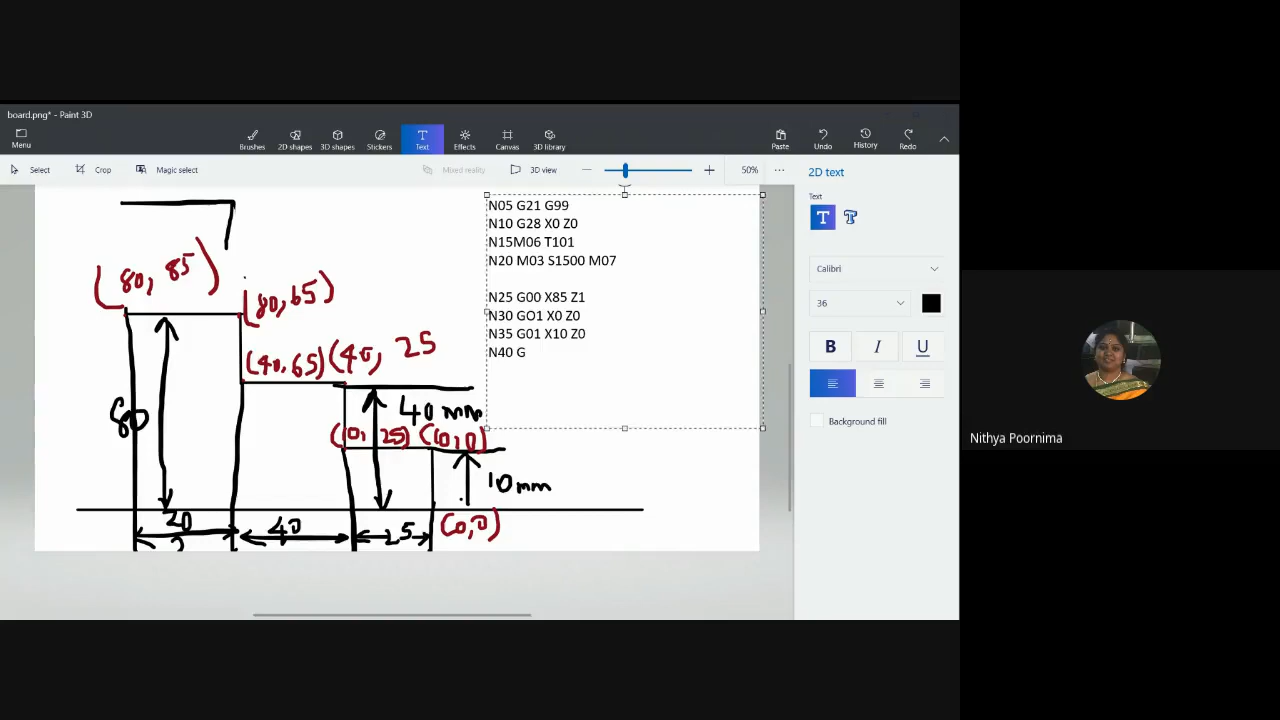 board.png* - Paint 3D
Menu
Brushes
2D shapes
3D shapes
Stickers
Text
Effects
Canvas
3D library
Paste
Undo
History
Redo
Select
Crop
Magic select
Mixed reality
3D view
50%
2D text
Text
Calibri
36
B I U
Background fill
N05 G21 G99
N10 G28 X0 Z0
N15M06 T101
N20 M03 S1500 M07
N25 G00 X85 Z1
N30 GO1 X0 Z0
N35 G01 X10 Z0
N40 G
(80, 85)
(80,65)
(40,65) (40, 25
40 mm
80
(10, 25) (10,0)
10mm
(0,0)
20
40
25
Nithya Poornima